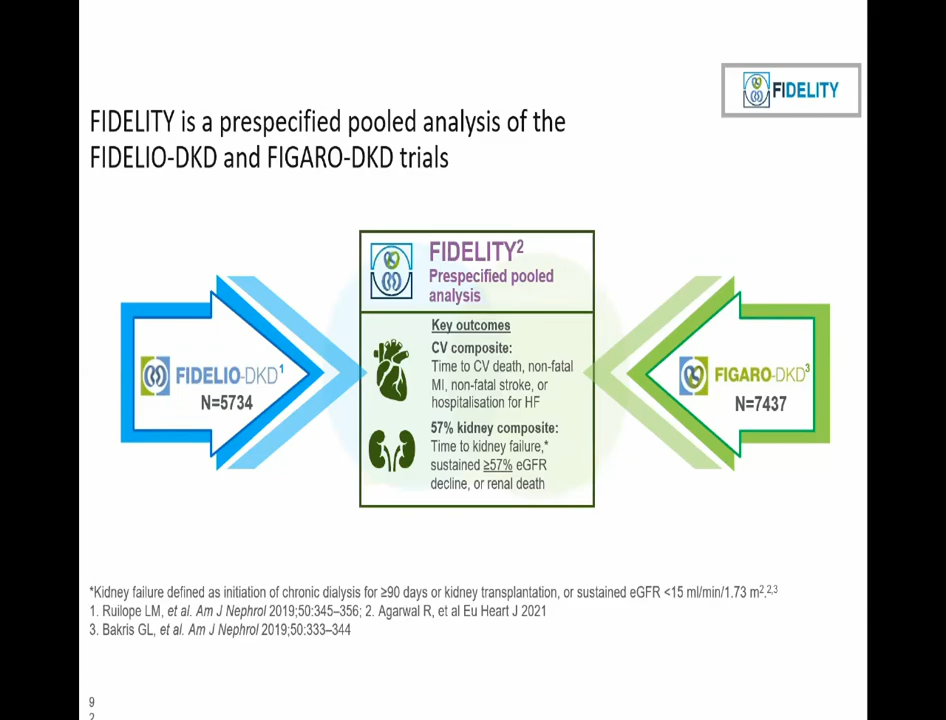 FIDELITY
FIDELITY is a prespecified pooled analysis of the
FIDELIO-DKD and FIGARO-DKD trials
FIDELITY2
Prespecified pooled
analysis
Key outcomes
CV composite:
Time to CV death, non-fatal
MI, non-fatal stroke, or
hospitalisation for HF
57% kidney composite:
Time to kidney failure,*
sustained ≥57% eGFR
decline, or renal death
FIDELIO-DKD1
N=5734
FIGARO-DKD3
N=7437
*Kidney failure defined as initiation of chronic dialysis for ≥90 days or kidney transplantation, or sustained eGFR <15 ml/min/1.73 m2.2,3
1. Ruilope LM, et al. Am J Nephrol 2019;50:345–356; 2. Agarwal R, et al Eu Heart J 2021
3. Bakris GL, et al. Am J Nephrol 2019;50:333–344
9
2